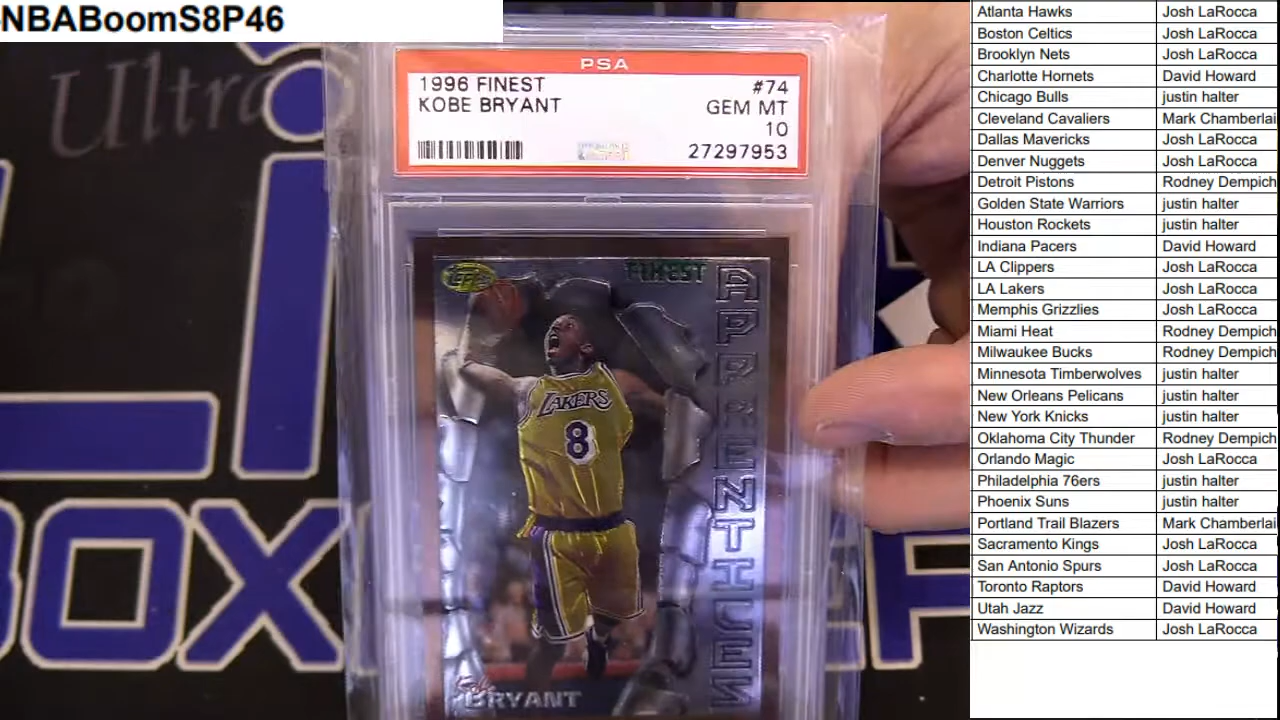 NBABoomS8P46
Ultra
BOX
PSA
1996 FINEST #74
KOBE BRYANT GEM MT
10
27297953
TOPPS FINEST
APPRENTICES
LAKERS
8
Kobe
BRYANT
Atlanta Hawks Josh LaRocca
Boston Celtics Josh LaRocca
Brooklyn Nets Josh LaRocca
Charlotte Hornets David Howard
Chicago Bulls justin halter
Cleveland Cavaliers Mark Chamberlai
Dallas Mavericks Josh LaRocca
Denver Nuggets Josh LaRocca
Detroit Pistons Rodney Dempich
Golden State Warriors justin halter
Houston Rockets justin halter
Indiana Pacers David Howard
LA Clippers Josh LaRocca
LA Lakers Josh LaRocca
Memphis Grizzlies Josh LaRocca
Miami Heat Rodney Dempich
Milwaukee Bucks Rodney Dempich
Minnesota Timberwolves justin halter
New Orleans Pelicans justin halter
New York Knicks justin halter
Oklahoma City Thunder Rodney Dempich
Orlando Magic Josh LaRocca
Philadelphia 76ers justin halter
Phoenix Suns justin halter
Portland Trail Blazers Mark Chamberlai
Sacramento Kings Josh LaRocca
San Antonio Spurs Josh LaRocca
Toronto Raptors David Howard
Utah Jazz David Howard
Washington Wizards Josh LaRocca